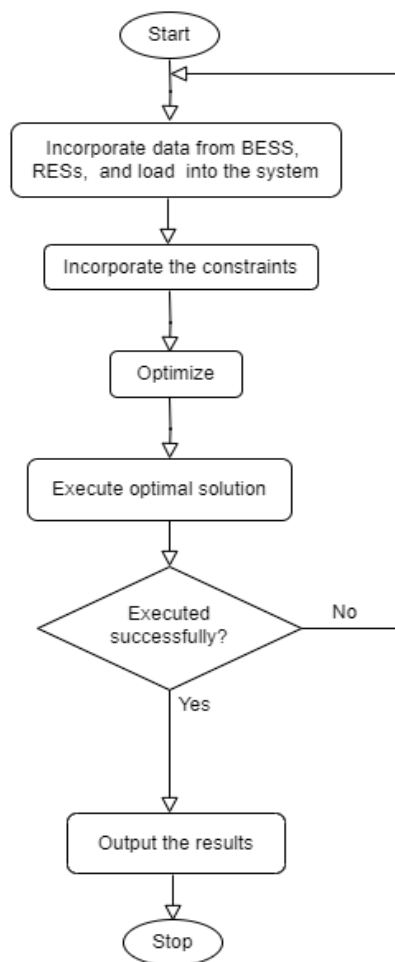 Start
Incorporate data from BESS,
RESs, and load into the system
Incorporate the constraints
Optimize
Execute optimal solution
Executed
successfully?
No
Yes
Output the results
Stop